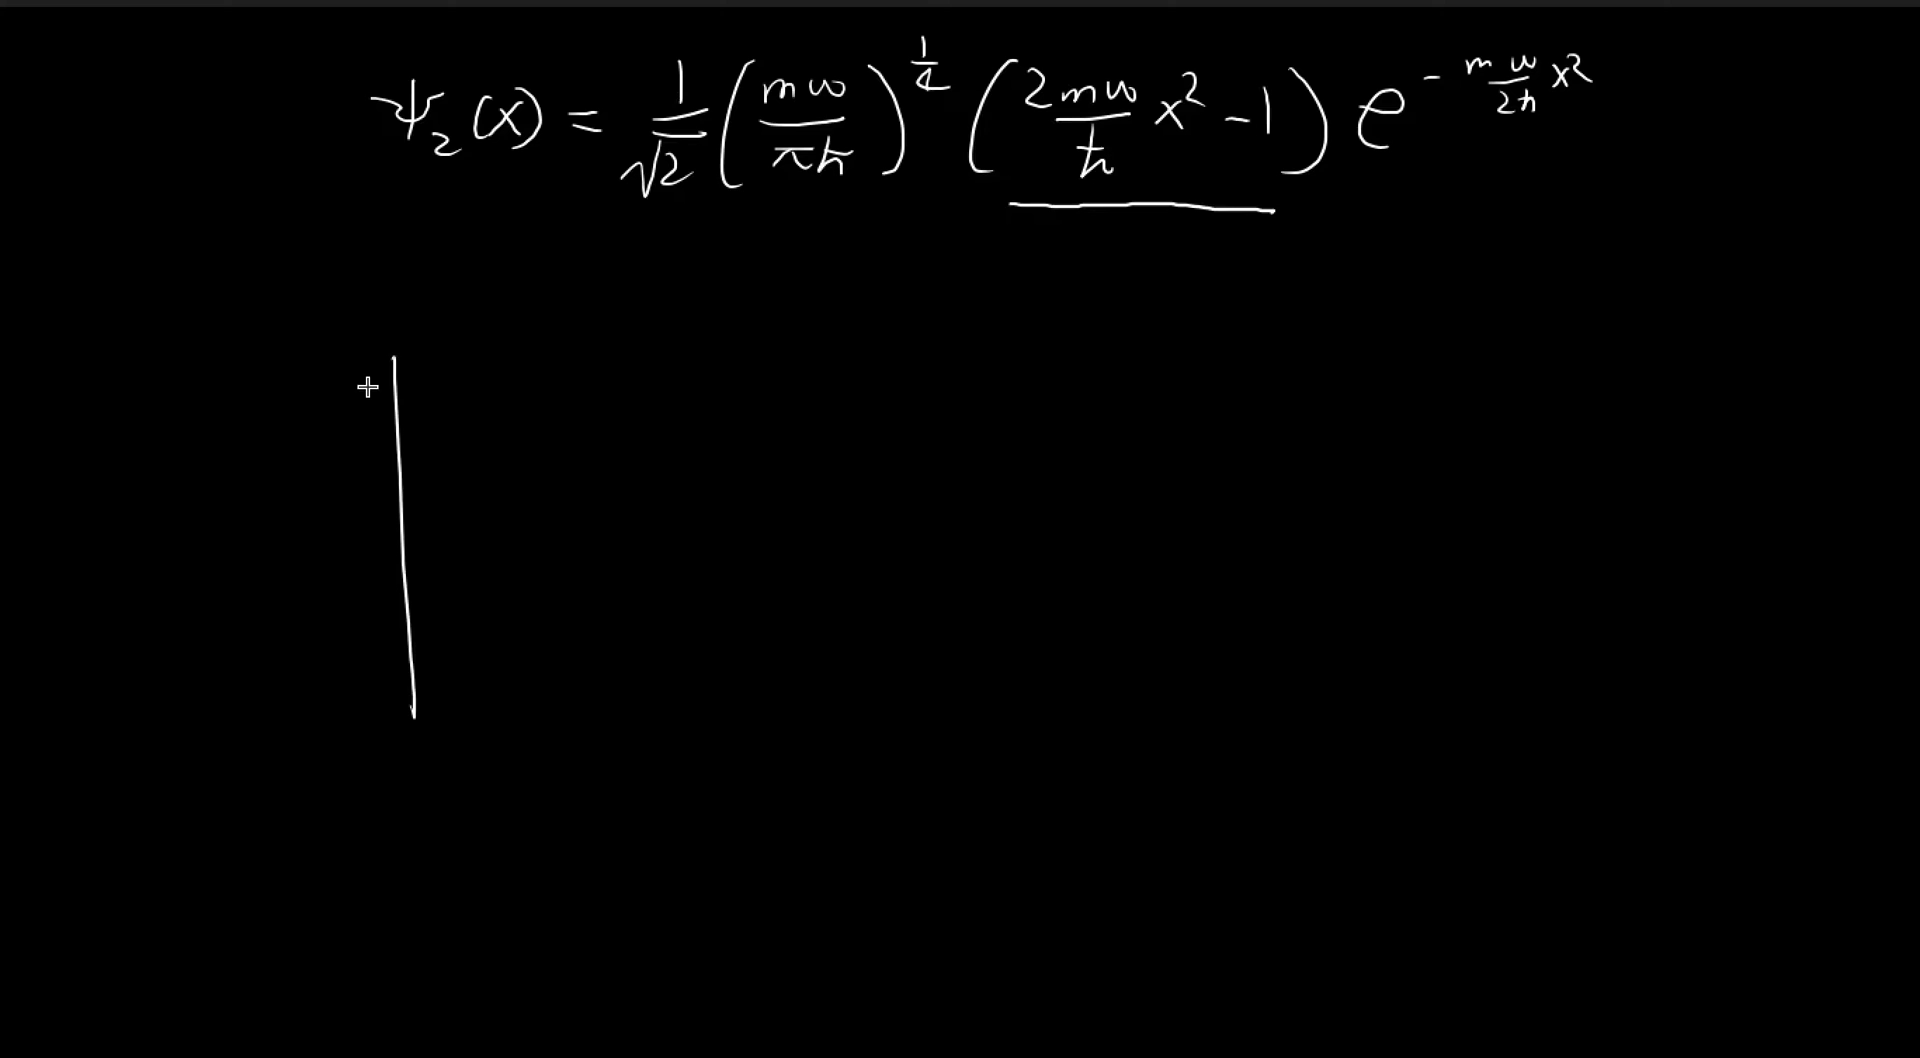 ψ₂(x) = 1/√2 (mω/πħ)^(1/4) (2mω/ħ x² - 1) e^(- mω/2ħ x²)